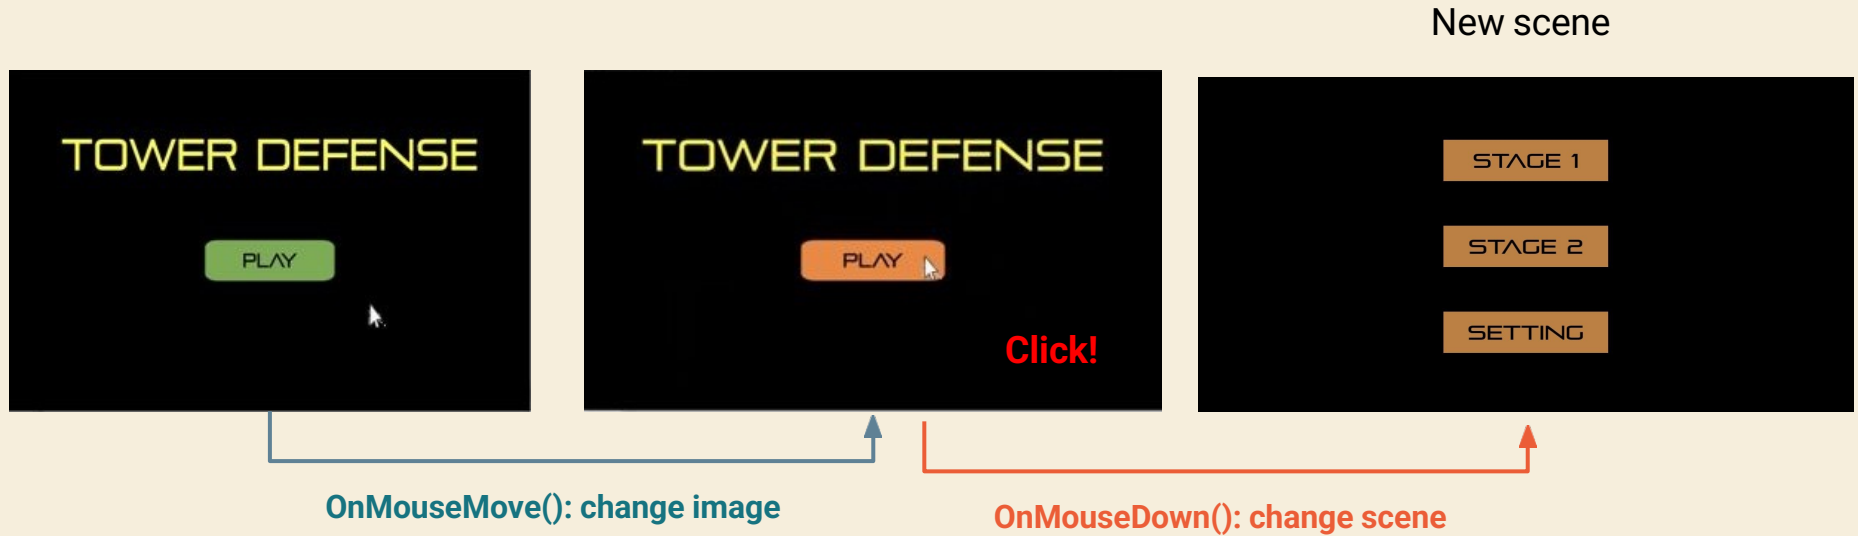 New scene
TOWER DEFENSE
PLAY
TOWER DEFENSE
PLAY
Click!
STAGE 1
STAGE 2
SETTING
OnMouseMove(): change image
OnMouseDown(): change scene